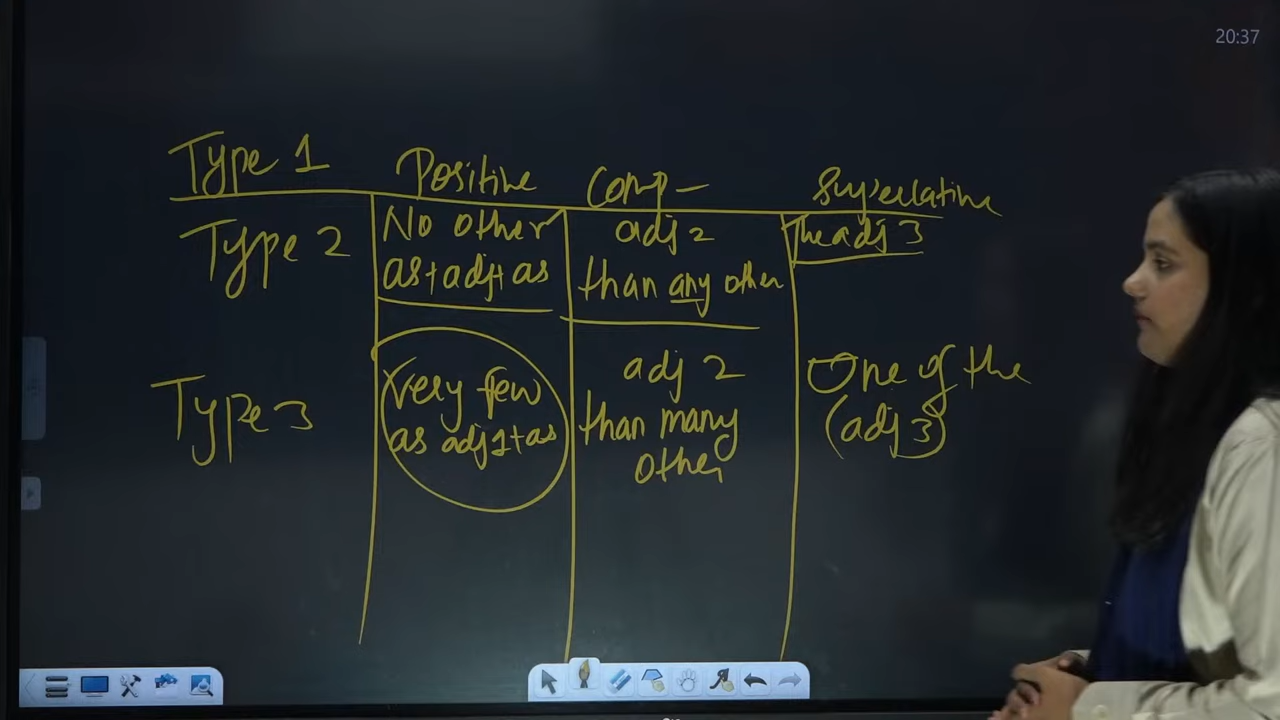 20:37
Type 1 Positive Comp- Superlative
Type 2 No other adj 2 The adj 3
as+adj+as than any other
Type 3 Very few adj 2 One of the
as adj1+as than many (adj 3)
other